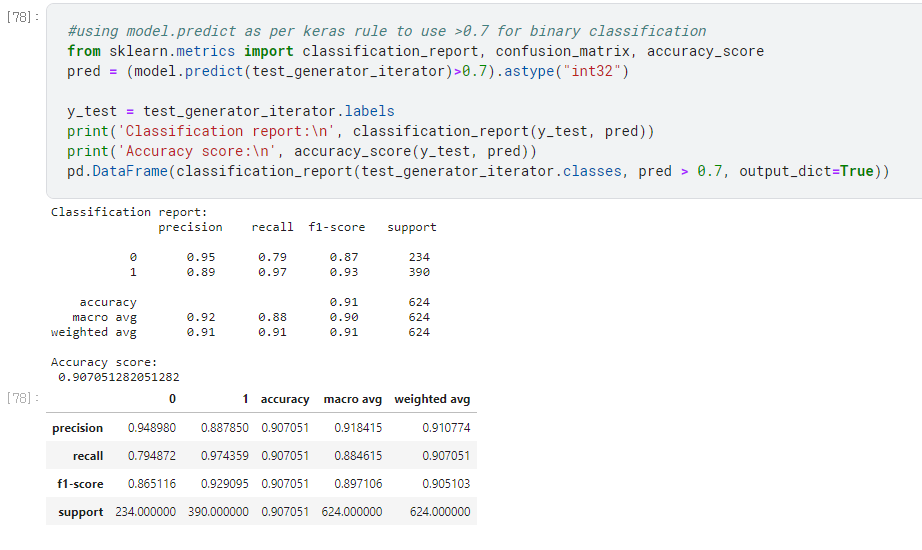 [78]:
#using model.predict as per keras rule to use >0.7 for binary classification
from sklearn.metrics import classification_report, confusion_matrix, accuracy_score
pred = (model.predict(test_generator_iterator)>0.7).astype("int32")
y_test = test_generator_iterator.labels
print('Classification report:\n', classification_report(y_test, pred))
print('Accuracy score:\n', accuracy_score(y_test, pred))
pd.DataFrame(classification_report(test_generator_iterator.classes, pred > 0.7, output_dict=True))
Classification report:
precision recall f1-score support
0 0.95 0.79 0.87 234
1 0.89 0.97 0.93 390
accuracy 0.91 624
macro avg 0.92 0.88 0.90 624
weighted avg 0.91 0.91 0.91 624
Accuracy score:
0.907051282051282
[78]:
0 1 accuracy macro avg weighted avg
precision 0.948980 0.887850 0.907051 0.918415 0.910774
recall 0.794872 0.974359 0.907051 0.884615 0.907051
f1-score 0.865116 0.929095 0.907051 0.897106 0.905103
support 234.000000 390.000000 0.907051 624.000000 624.000000